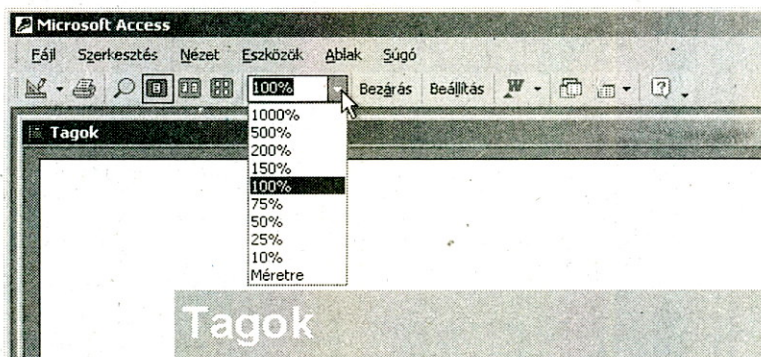 Microsoft Access
Fájl Szerkesztés Nézet Eszközök Ablak Súgó
100% Bezárás Beállítás W
Tagok
1000%
500%
200%
150%
100%
75%
50%
25%
10%
Méretre
Tagok